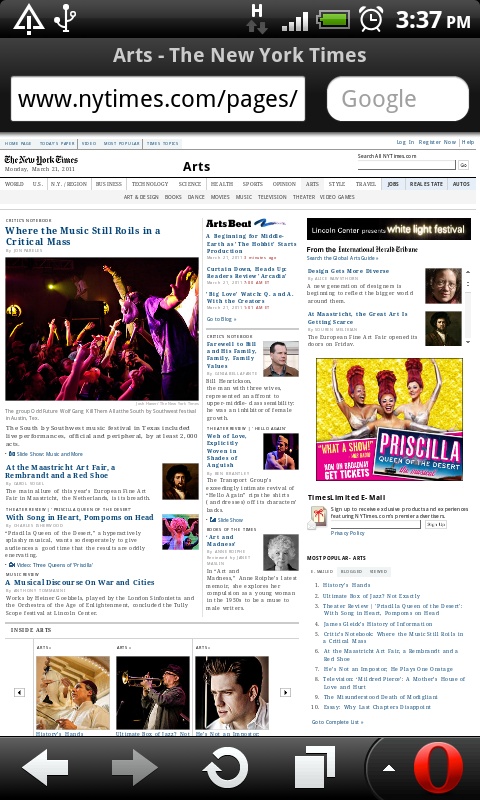 H
3:37 PM
Arts - The New York Times
www.nytimes.com/pages/
Google
HOME PAGE TODAY'S PAPER VIDEO MOST POPULAR TIMES TOPICS
Log In Register Now Help
The New York Times
Monday, March 21, 2011
Arts
Search All NYTimes.com
Go
WORLD U.S. N.Y. / REGION BUSINESS TECHNOLOGY SCIENCE HEALTH SPORTS OPINION ARTS STYLE TRAVEL JOBS REAL ESTATE AUTOS
ART & DESIGN BOOKS DANCE MOVIES MUSIC TELEVISION THEATER VIDEO GAMES
CRITIC'S NOTEBOOK
Where the Music Still Roils in a
Critical Mass
By JON PARELES
The group Odd Future Wolf Gang Kill Them All at the South by Southwest festival
in Austin, Tex.
The South by Southwest music festival in Texas included
live performances, official and peripheral, by at least 2,000
acts.
Slide Show: Music and More
At the Maastricht Art Fair, a
Rembrandt and a Red Shoe
By CAROL VOGEL
The main allure of this year's European Fine Art
Fair in Maastricht, the Netherlands, is its breadth.
THEATER REVIEW | 'PRISCILLA QUEEN OF THE DESERT'
With Song in Heart, Pompoms on Head
By CHARLES ISHERWOOD
"Priscilla Queen of the Desert," a hyperactively
splashy musical, wants so desperately to give
audiences a good time that the results are oddly
enervating.
Video: Three Queens of 'Priscilla'
MUSIC REVIEW
A Musical Discourse On War and Cities
By ANTHONY TOMMASINI
Works by Heiner Goebbels, played by the London Sinfonietta and
the Orchestra of the Age of Enlightenment, concluded the Tully
Scope Festival at Lincoln Center.
ArtsBeat
A Beginning for Middle-
Earth as 'The Hobbit' Starts
Production
March 21, 2011
Curtain Down, Heads Up:
Readers Review 'Arcadia'
March 21, 2011 7:00 AM ET
'Big Love' Watch: Q. and A.
With the Creators
March 21, 2011
Go to Blog »
CRITIC'S NOTEBOOK
Farewell to Bill
and His Family,
Family, Family
Values
By GINIA BELLAFANTE
Bill Henrickson,
the man with three wives,
represented an affront to
upper-middle-class sensibility:
he was an inhibitor of female
growth.
THEATER REVIEW | 'HELLO AGAIN'
Web of Love,
Explicitly
Woven in
Shades of
Anguish
By BEN BRANTLEY
The Transport Group's
exceedingly intimate revival of
"Hello Again" rips the shirts
(and dresses) off its characters'
backs.
Slide Show
BOOKS OF THE TIMES
'Art and
Madness'
By ANNE ROIPHE
Reviewed by JANET
MASLIN
In "Art and
Madness," Anne Roiphe's latest
memoir, she explores her
compulsion as a young woman
in the 1950s to be a muse to
male writers.
Lincoln Center presents white light festival
From the International Herald-Tribune
Search the Global Arts Guide »
Design Gets More Diverse
By ALICE RAWSTHORN
A new generation of designers is
beginning to reflect the bigger world
around them.
At Maastricht, the Great Art Is
Getting Scarce
By SOUREN MELIKIAN
The European Fine Art Fair opened its
doors on Friday.
"WHAT A SHOW!"
NOW ON BROADWAY
GET TICKETS
PRISCILLA
QUEEN OF THE DESERT
the musical
TimesLimited E-Mail
Sign up to receive exclusive products and experiences
featuring NYTimes.com's premier advertisers.
Sign Up
Privacy Policy
MOST POPULAR - ARTS
E-MAILED BLOGGED VIEWED
1. History's Hands
2. Ultimate Box of Jazz? Not Exactly
3. Theater Review | 'Priscilla Queen of the Desert':
With Song in Heart, Pompoms on Head
4. James Gleick's History of Information
5. Critic's Notebook: Where the Music Still Roils in
a Critical Mass
6. At the Maastricht Art Fair, a Rembrandt and a
Red Shoe
7. He's Not an Impostor; He Plays One Onstage
8. Television: 'Mildred Pierce': A Mother's House of
Love and Hurt
9. The Misunderstood Death of Modigliani
10. Essay: Why Last Chapters Disappoint
Go to Complete List »
INSIDE ARTS
ARTS »
ARTS »
ARTS »
History's Hands
Ultimate Box of Jazz? Not
He's Not an Impostor;